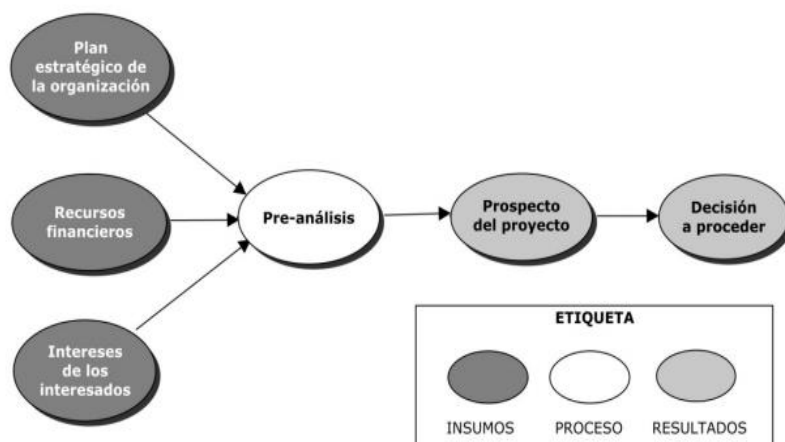 Plan
estratégico de
la organización
Recursos
financieros
Pre-análisis
Prospecto
del proyecto
Decisión
a proceder
Intereses
de los
interesados
ETIQUETA
INSUMOS
PROCESO
RESULTADOS